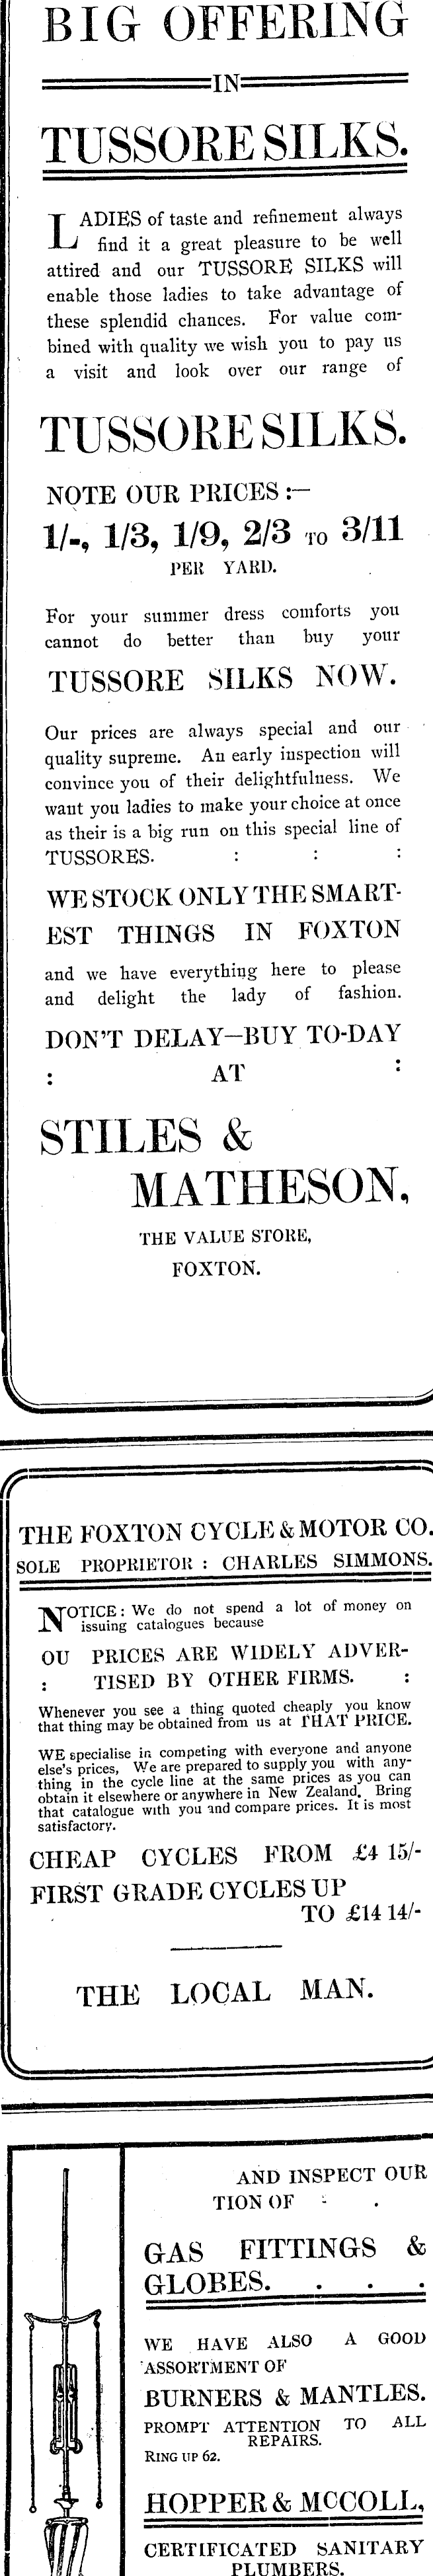 BIG OFFERING
IN
TUSSORE SILKS.
LADIES of taste and refinement always
find it a great pleasure to be well
attired and our TUSSORE SILKS will
enable those ladies to take advantage of
these splendid chances. For value com-
bined with quality we wish you to pay us
a visit and look over our range of
TUSSORE SILKS.
NOTE OUR PRICES :—
1/-, 1/3, 1/9, 2/3 TO 3/11
PER YARD.
For your summer dress comforts you
cannot do better than buy your
TUSSORE SILKS NOW.
Our prices are always special and our
quality supreme. An early inspection will
convince you of their delightfulness. We
want you ladies to make your choice at once
as their is a big run on this special line of
TUSSORES. : : :
WE STOCK ONLY THE SMART-
EST THINGS IN FOXTON
and we have everything here to please
and delight the lady of fashion.
DON'T DELAY—BUY TO-DAY
: AT :
STILES &
MATHESON,
THE VALUE STORE,
FOXTON.
THE FOXTON CYCLE & MOTOR CO.
SOLE PROPRIETOR : CHARLES SIMMONS.
NOTICE : We do not spend a lot of money on
issuing catalogues because
OU PRICES ARE WIDELY ADVER-
: TISED BY OTHER FIRMS. :
Whenever you see a thing quoted cheaply you know
that thing may be obtained from us at THAT PRICE.
WE specialise in competing with everyone and anyone
else's prices, We are prepared to supply you with any-
thing in the cycle line at the same prices as you can
obtain it elsewhere or anywhere in New Zealand. Bring
that catalogue with you and compare prices. It is most
satisfactory.
CHEAP CYCLES FROM £4 15/-
FIRST GRADE CYCLES UP
TO £14 14/-
THE LOCAL MAN.
AND INSPECT OUR
TION OF - .
GAS FITTINGS &
GLOBES. . . .
WE HAVE ALSO A GOOD
ASSORTMENT OF
BURNERS & MANTLES.
PROMPT ATTENTION TO ALL
REPAIRS.
RING UP 62.
HOPPER & MCCOLL,
CERTIFICATED SANITARY
PLUMBERS.